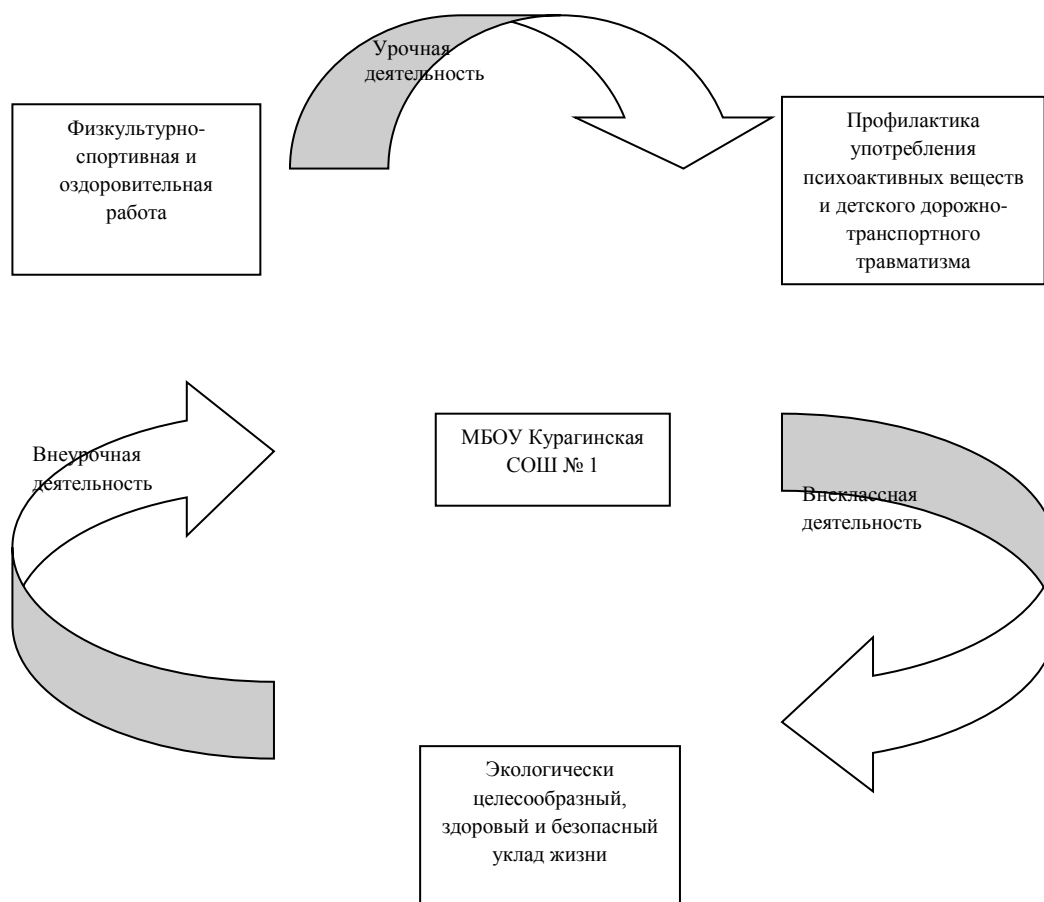 Урочная
деятельность
Физкультурно-
спортивная и
оздоровительная
работа
Профилактика
употребления
психоактивных веществ
и детского дорожно-
транспортного
травматизма
Внеурочная
деятельность
МБОУ Курагинская
СОШ № 1
Внеклассная
деятельность
Экологически
целесообразный,
здоровый и безопасный
уклад жизни